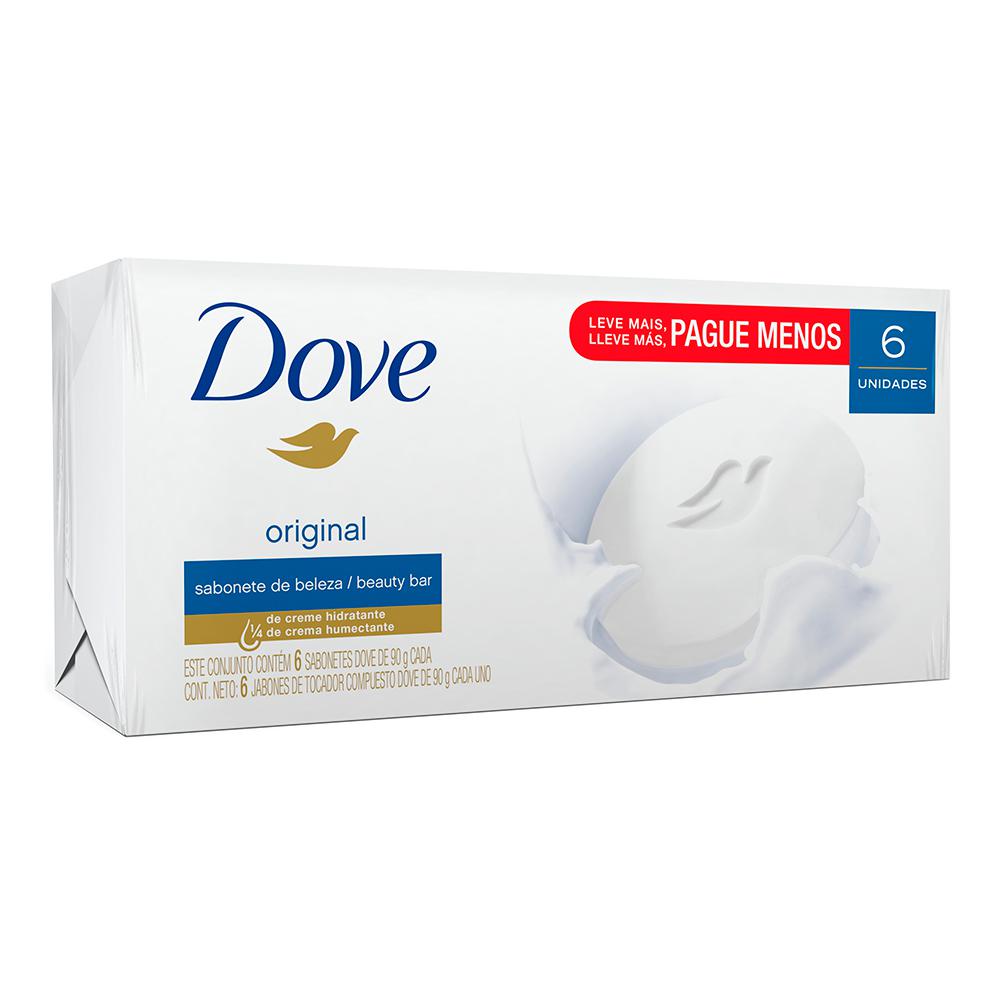 Dove
LEVE MAIS,
LLEVE MÁS,
PAGUE MENOS
6
UNIDADES
original
sabonete de beleza / beauty bar
1/4
de creme hidratante
de crema humectante
ESTE CONJUNTO CONTÉM 6 SABONETES DOVE DE 90 g CADA
CONT. NETO: 6 JABONES DE TOCADOR COMPUESTO DOVE DE 90 g CADA UNO